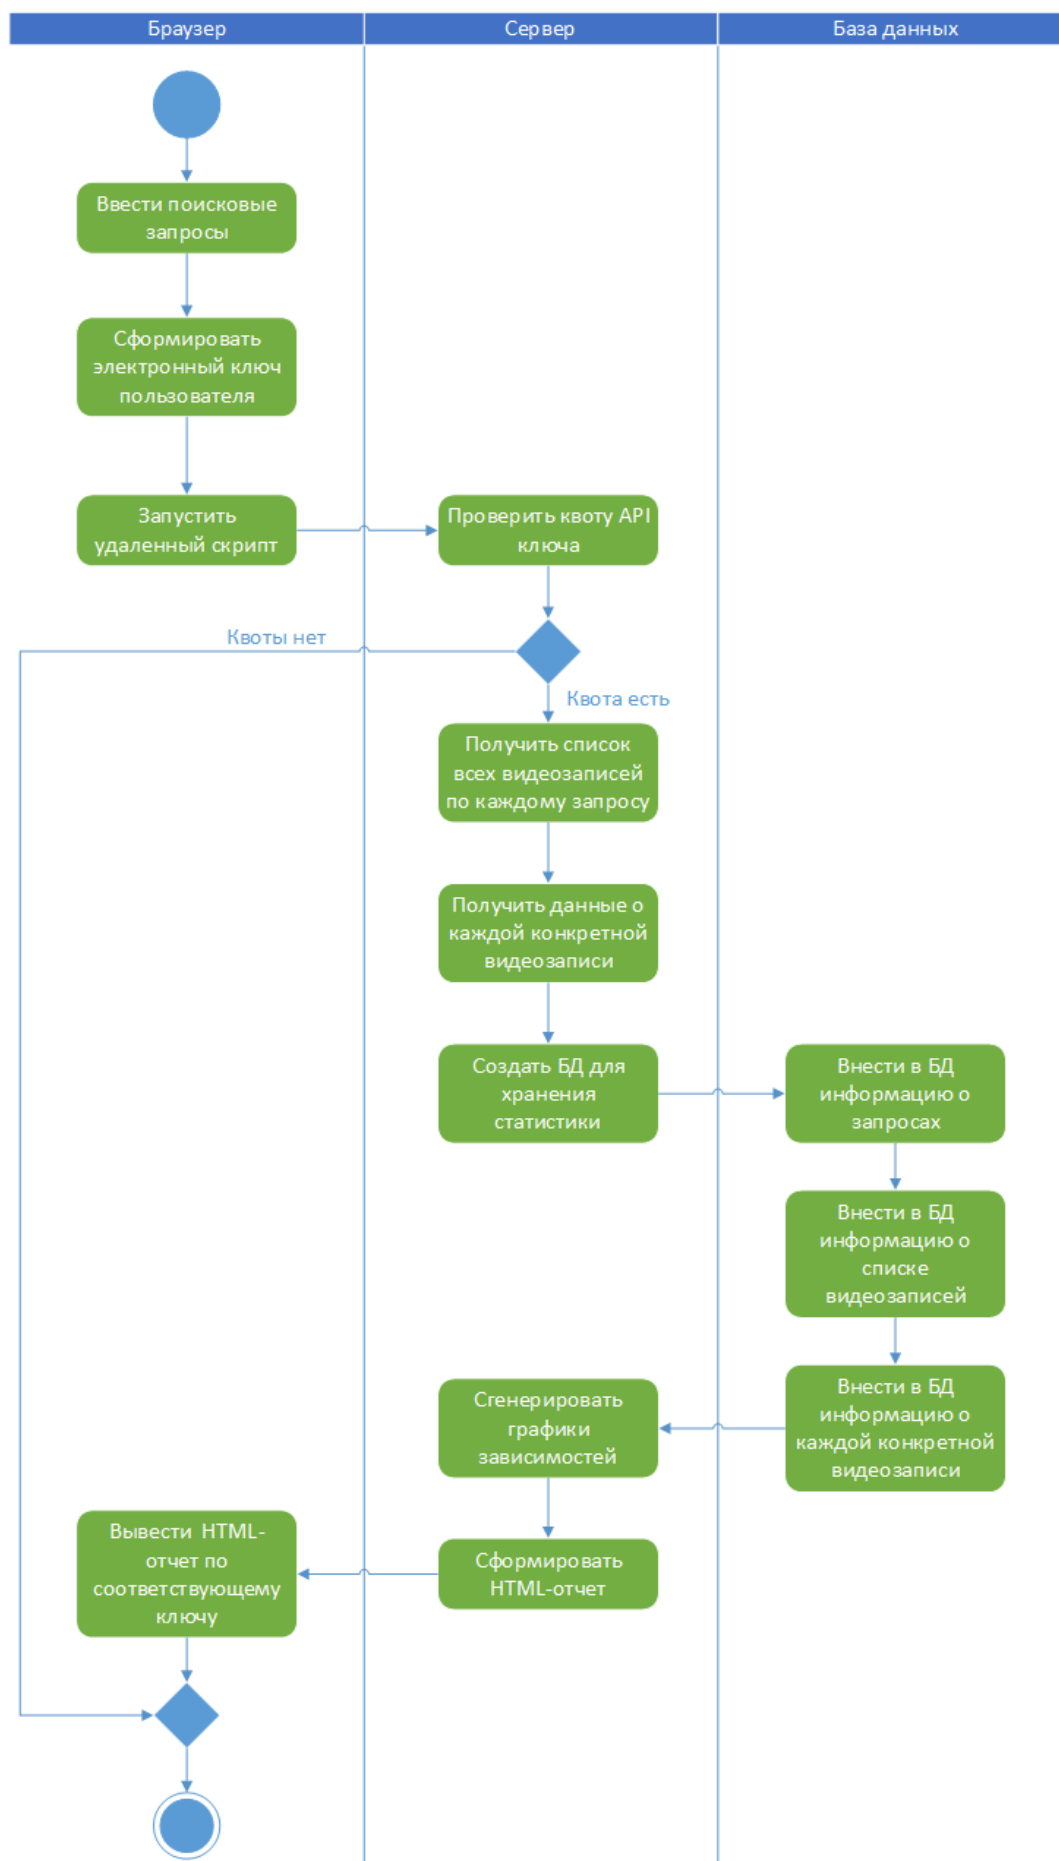 Браузер
Сервер
База данных
Ввести поисковые
запросы
Сформировать
электронный ключ
пользователя
Запустить
удаленный скрипт
Проверить квоту API
ключа
Квоты нет
Квота есть
Получить список
всех видеозаписей
по каждому запросу
Получить данные о
каждой конкретной
видеозаписи
Создать БД для
хранения
статистики
Внести в БД
информацию о
запросах
Внести в БД
информацию о
списке
видеозаписей
Внести в БД
информацию о
каждой конкретной
видеозаписи
Сгенерировать
графики
зависимостей
Сформировать
HTML-отчет
Вывести HTML-
отчет по
соответствующему
ключу